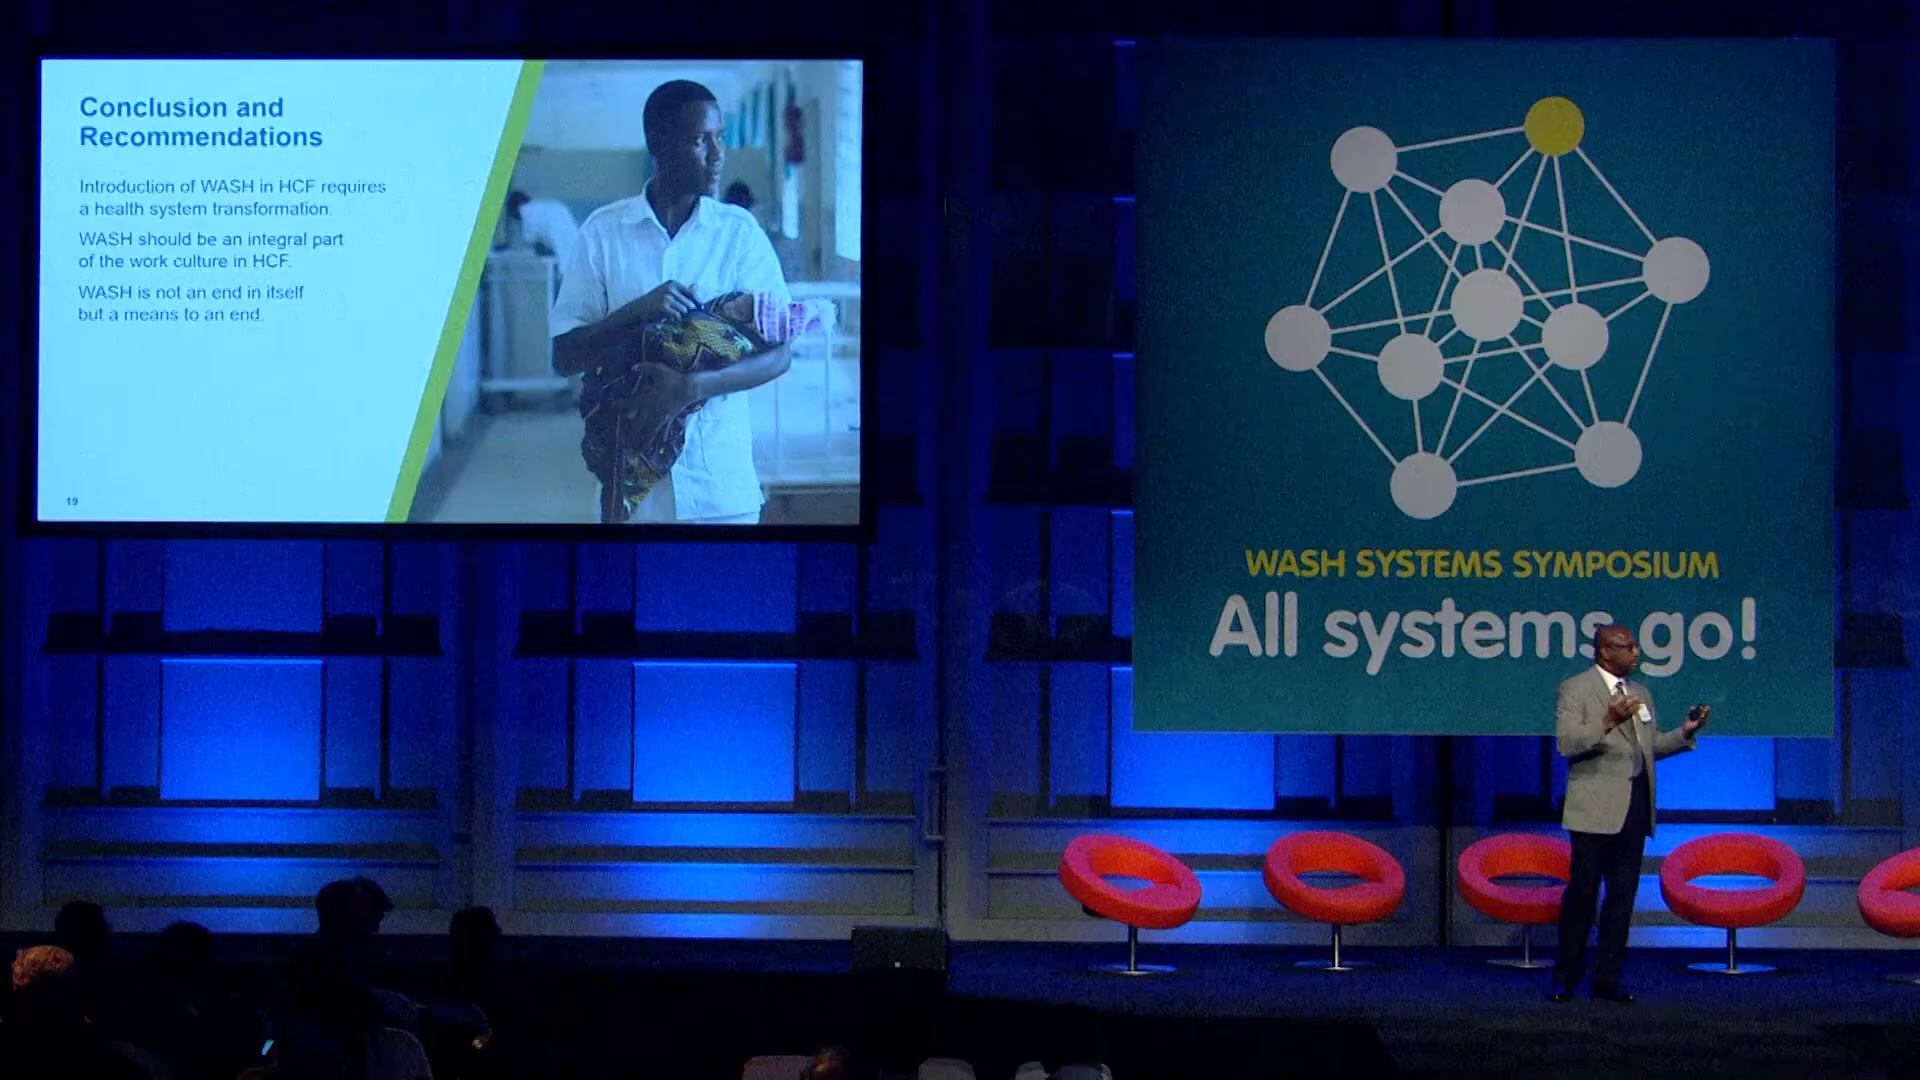 Conclusion and
Recommendations
Introduction of WASH in HCF requires
a health system transformation.
WASH should be an integral part
of the work culture in HCF.
WASH is not an end in itself
but a means to an end.
19
WASH SYSTEMS SYMPOSIUM
All systems go!